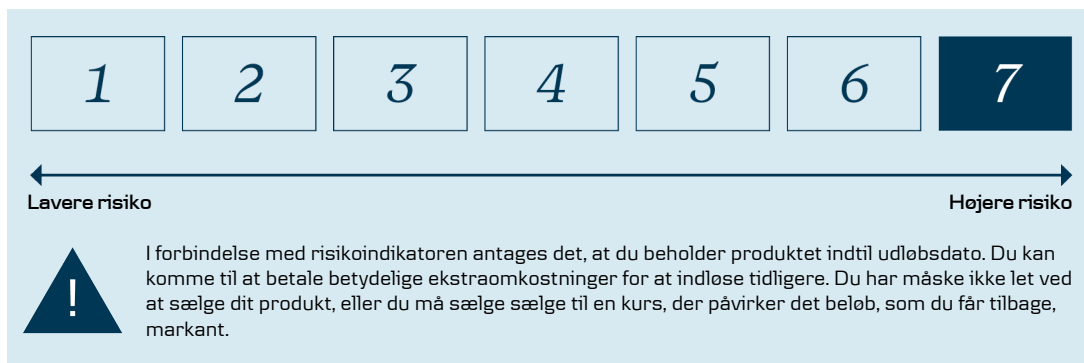 1 2 3 4 5 6 7
Lavere risiko Højere risiko
I forbindelse med risikoindikatoren antages det, at du beholder produktet indtil udløbsdato. Du kan
komme til at betale betydelige ekstraomkostninger for at indløse tidligere. Du har måske ikke let ved
at sælge dit produkt, eller du må sælge sælge til en kurs, der påvirker det beløb, som du får tilbage,
markant.
!